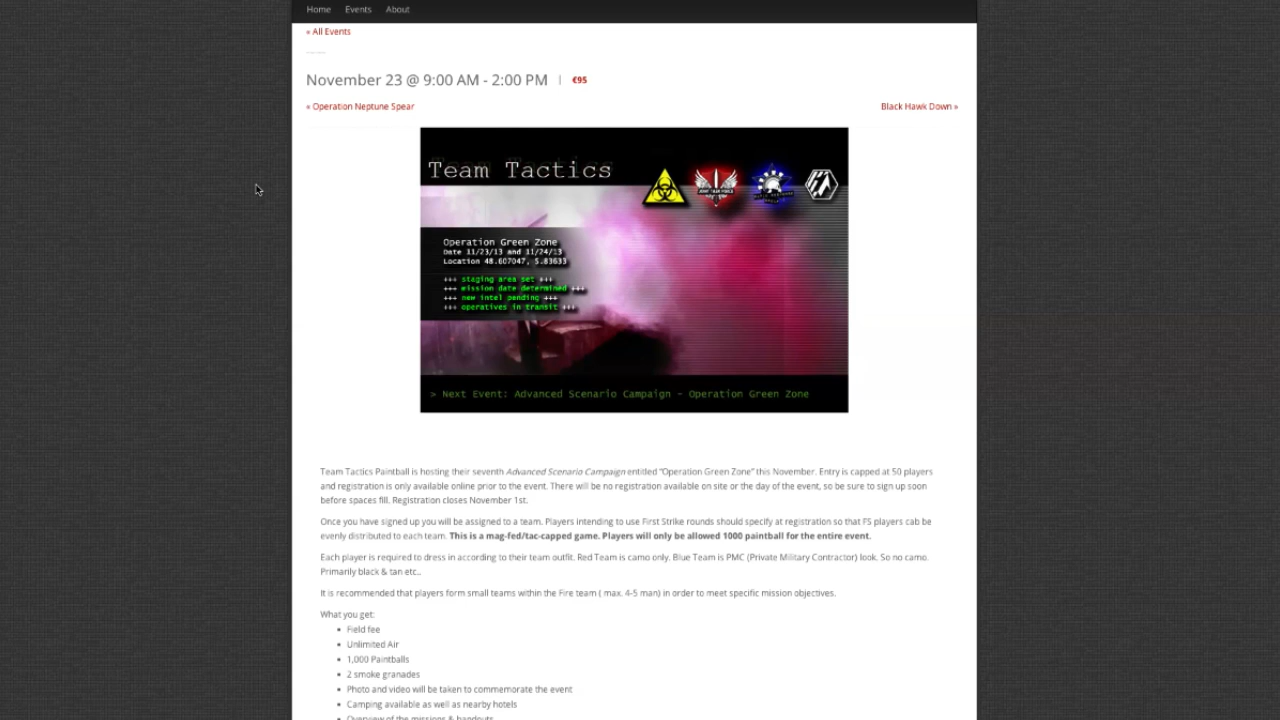 Home Events About
« All Events
November 23 @ 9:00 AM - 2:00 PM | €95
« Operation Neptune Spear
Black Hawk Down »
Team Tactics
Operation Green Zone
Date 11/23/13 and 11/24/13
Location 48.607047, 5.83633
+++ staging area set +++
+++ mission date determined +++
+++ new intel pending +++
+++ operatives in transit +++
> Next Event: Advanced Scenario Campaign - Operation Green Zone
Team Tactics Paintball is hosting their seventh Advanced Scenario Campaign entitled "Operation Green Zone" this November. Entry is capped at 50 players
and registration is only available online prior to the event. There will be no registration available on site or the day of the event, so be sure to sign up soon
before spaces fill. Registration closes November 1st.
Once you have signed up you will be assigned to a team. Players intending to use First Strike rounds should specify at registration so that FS players cab be
evenly distributed to each team. This is a mag-fed/tac-capped game. Players will only be allowed 1000 paintball for the entire event.
Each player is required to dress in according to their team outfit. Red Team is camo only. Blue Team is PMC (Private Military Contractor) look. So no camo.
Primarily black & tan etc..
It is recommended that players form small teams within the Fire team ( max. 4-5 man) in order to meet specific mission objectives.
What you get:
• Field fee
• Unlimited Air
• 1,000 Paintballs
• 2 smoke granades
• Photo and video will be taken to commemorate the event
• Camping available as well as nearby hotels
• Overview of the missions & handouts